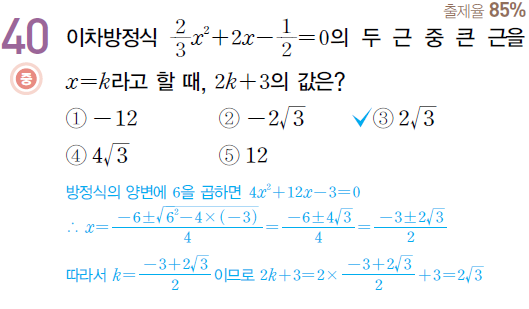 출제율 85%
40
중
이차방정식 2/3x²+2x-1/2=0의 두 근 중 큰 근을
x=k라고 할 때, 2k+3의 값은?
① -12 ② -2√3 ✓③ 2√3
④ 4√3 ⑤ 12
방정식의 양변에 6을 곱하면 4x²+12x-3=0
∴ x=(-6±√(6²-4×(-3)))/4=(-6±4√3)/4=(-3±2√3)/2
따라서 k=(-3+2√3)/2이므로 2k+3=2×(-3+2√3)/2+3=2√3